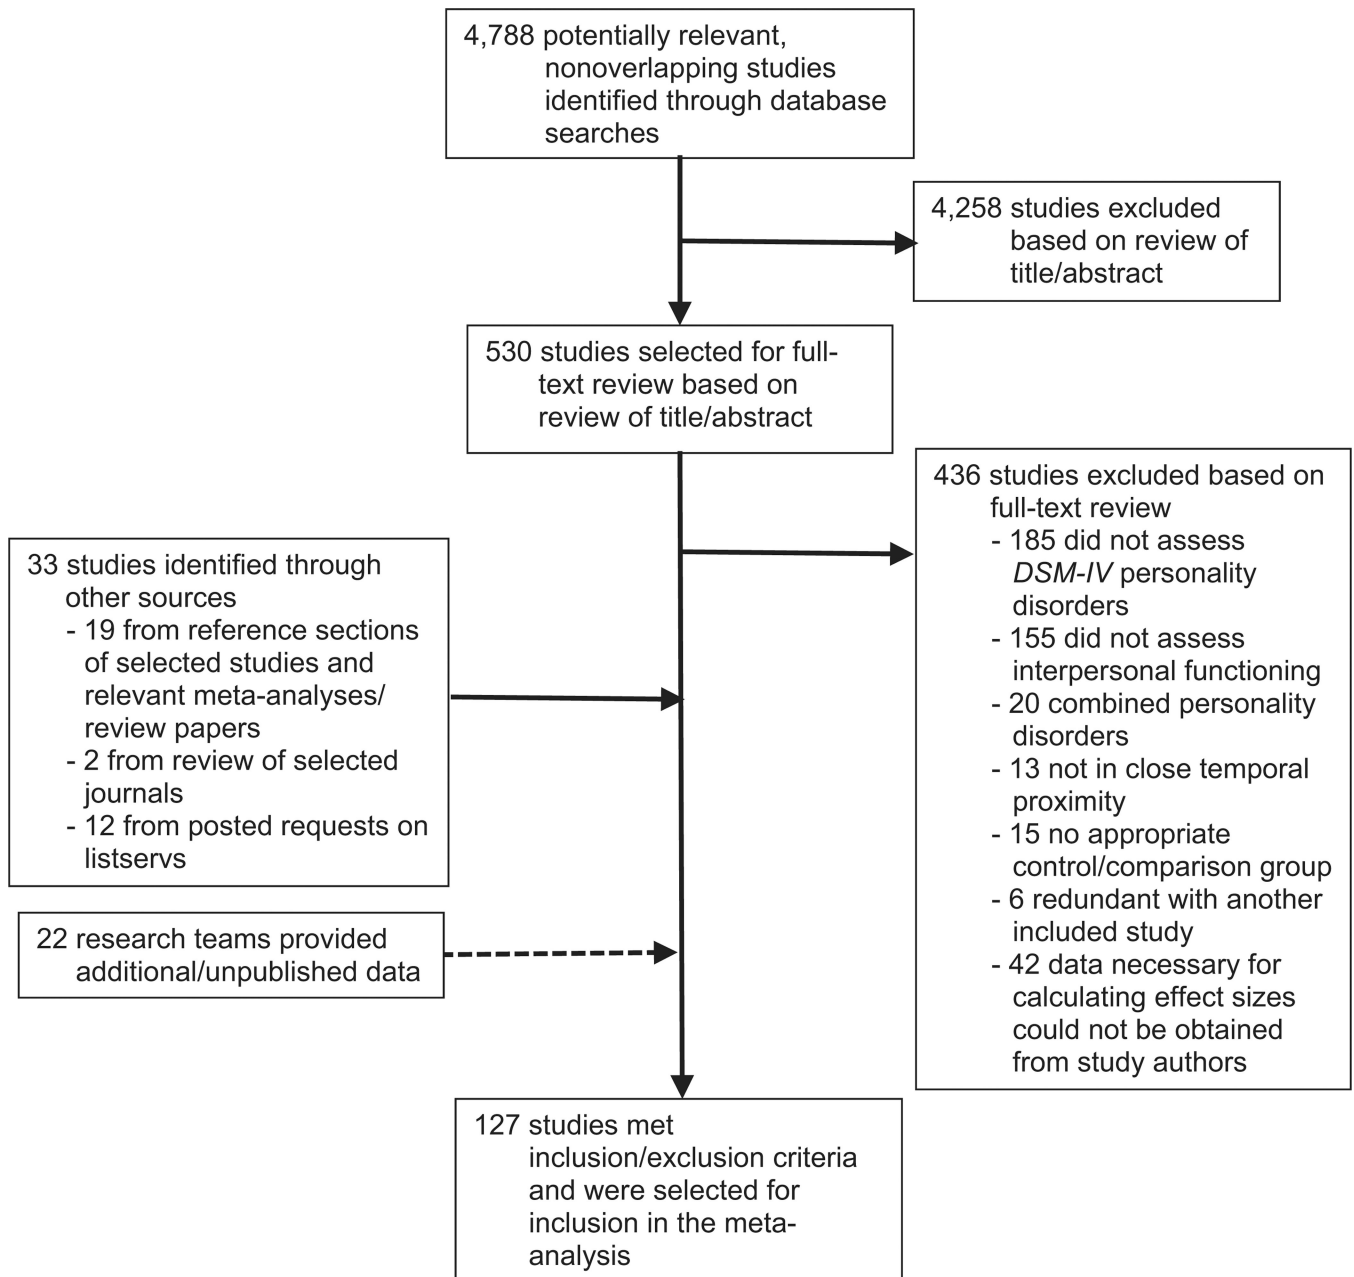 4,788 potentially relevant,
nonoverlapping studies
identified through database
searches
4,258 studies excluded
based on review of
title/abstract
530 studies selected for full-
text review based on
review of title/abstract
436 studies excluded based on
full-text review
- 185 did not assess
DSM-IV personality
disorders
- 155 did not assess
interpersonal functioning
- 20 combined personality
disorders
- 13 not in close temporal
proximity
- 15 no appropriate
control/comparison group
- 6 redundant with another
included study
- 42 data necessary for
calculating effect sizes
could not be obtained
from study authors
33 studies identified through
other sources
- 19 from reference sections
of selected studies and
relevant meta-analyses/
review papers
- 2 from review of selected
journals
- 12 from posted requests on
listservs
22 research teams provided
additional/unpublished data
127 studies met
inclusion/exclusion criteria
and were selected for
inclusion in the meta-
analysis